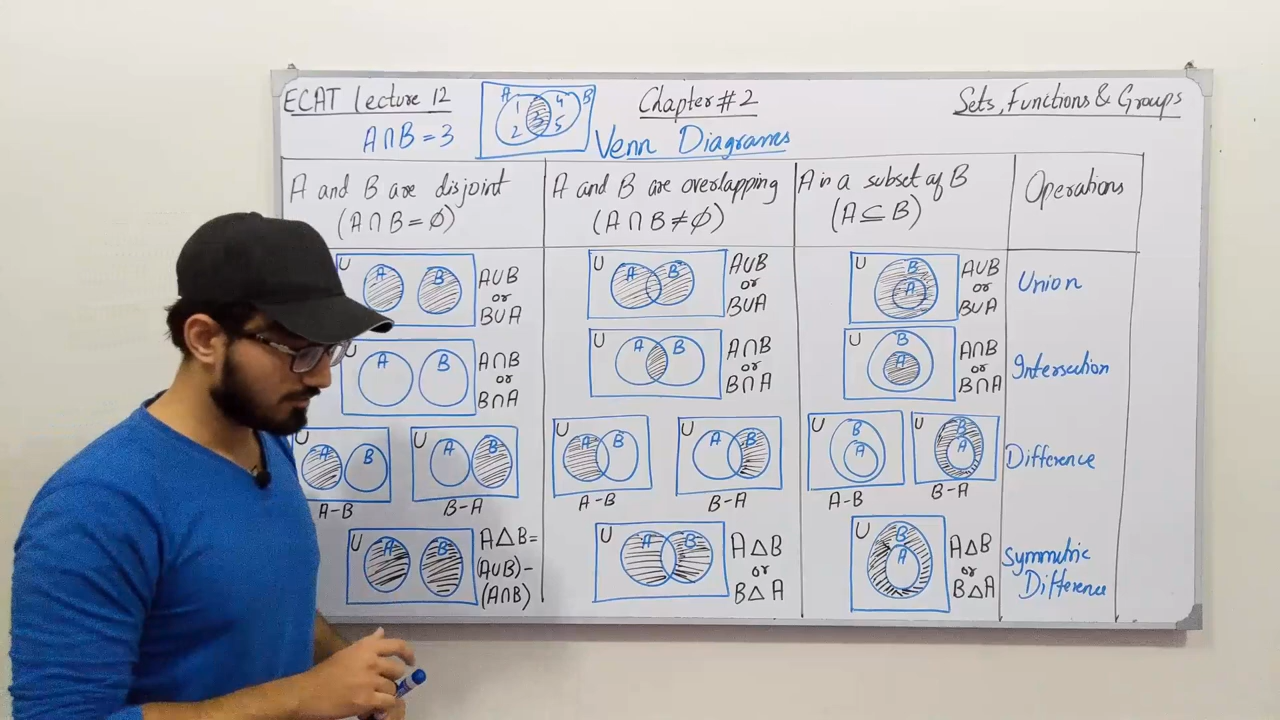 ECAT Lecture 12
A∩B=3
A B
1 3 4
2 5
Chapter #2
Venn Diagrams
Sets, Functions & Groups
A and B are disjoint
(A∩B=∅)
A and B are overlapping
(A∩B≠∅)
A is a subset of B
(A⊆B)
Operations
U A B
A∪B
or
B∪A
U A B
A∪B
or
B∪A
U B
A
A∪B
or
B∪A
Union
U A B
A∩B
or
B∩A
U A B
A∩B
or
B∩A
U B
A
A∩B
or
B∩A
Intersection
U A B
A-B
U A B
B-A
U A B
A-B
U A B
B-A
U B
A
A-B
U B
A
B-A
Difference
U A B
A△B=
(A∪B)-
(A∩B)
U A B
A△B
or
B△A
U B
A
A△B
or
B△A
Symmetric
Difference